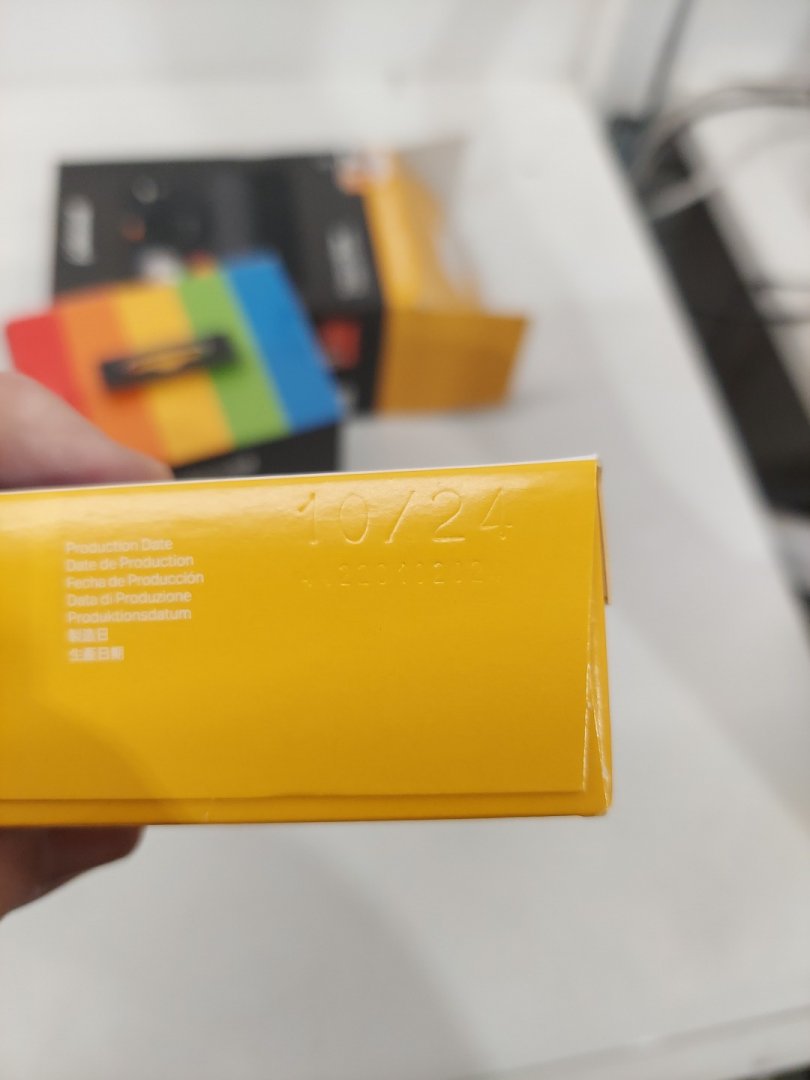 10/24
Production Date
Date de Production
Fecha de Producción
Data di Produzione
Produktionsdatum
製造日
生產日期